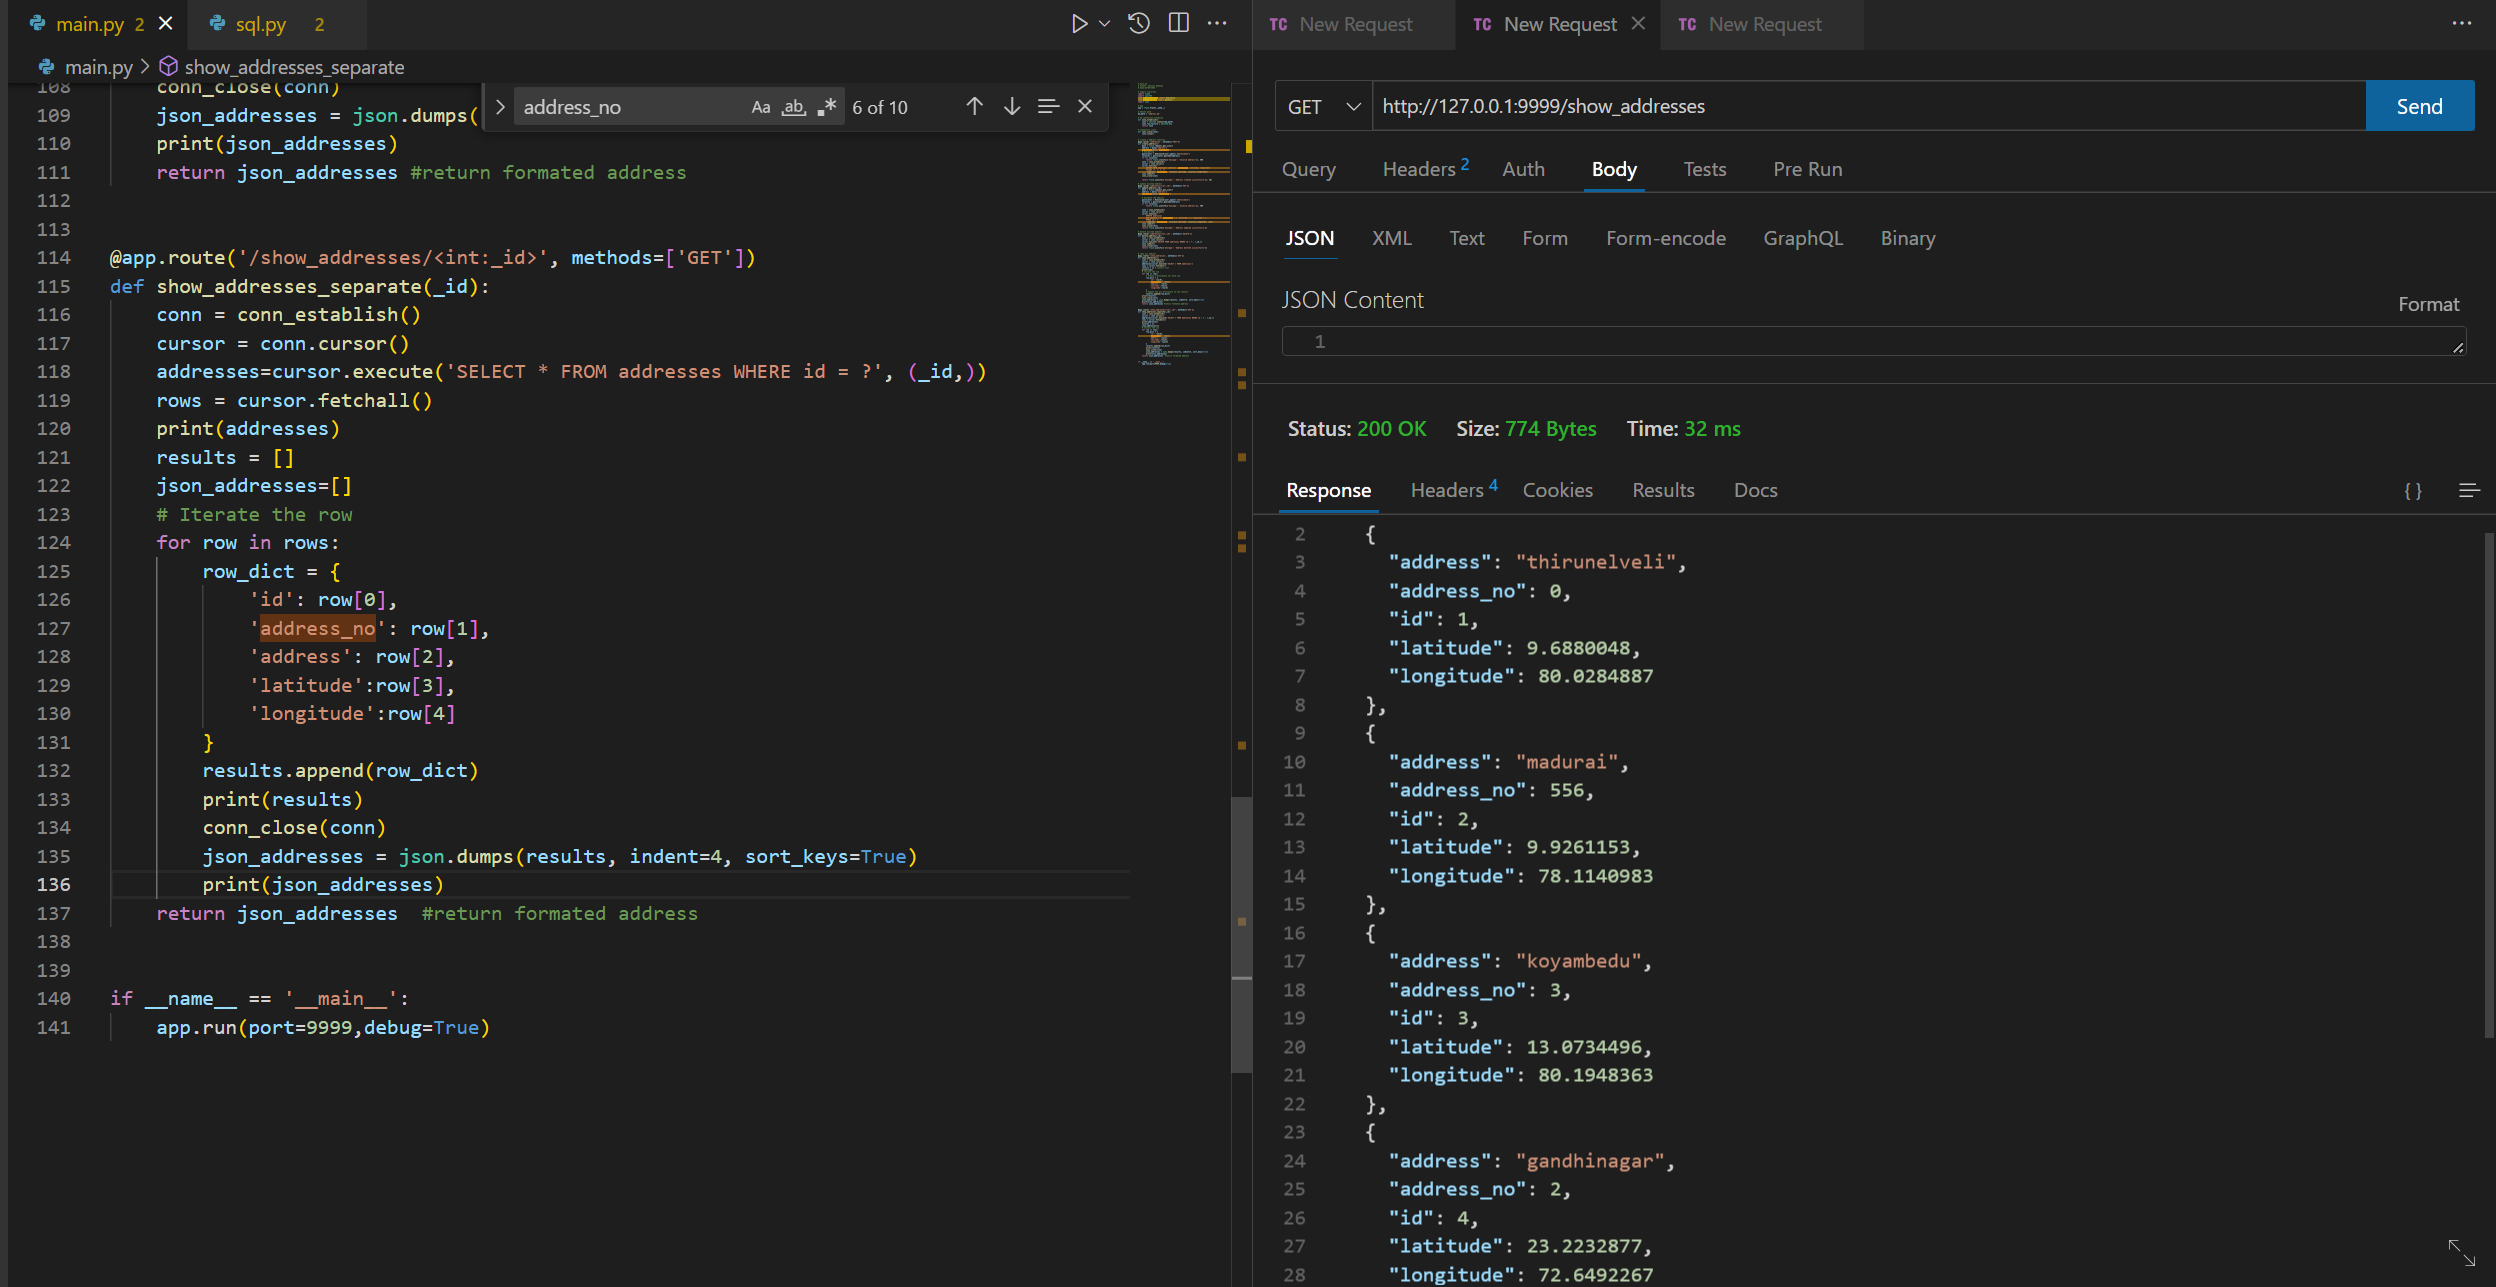 main.py 2
sql.py 2
main.py > show_addresses_separate
address_no
Aa ab 6 of 10
108 conn_close(conn)
109 json_addresses = json.dumps(
110 print(json_addresses)
111 return json_addresses #return formated address
112
113
114 @app.route('/show_addresses/<int:_id>', methods=['GET'])
115 def show_addresses_separate(_id):
116 conn = conn_establish()
117 cursor = conn.cursor()
118 addresses=cursor.execute('SELECT * FROM addresses WHERE id = ?', (_id,))
119 rows = cursor.fetchall()
120 print(addresses)
121 results = []
122 json_addresses=[]
123 # Iterate the row
124 for row in rows:
125 row_dict = {
126 'id': row[0],
127 'address_no': row[1],
128 'address': row[2],
129 'latitude':row[3],
130 'longitude':row[4]
131 }
132 results.append(row_dict)
133 print(results)
134 conn_close(conn)
135 json_addresses = json.dumps(results, indent=4, sort_keys=True)
136 print(json_addresses)
137 return json_addresses #return formated address
138
139
140 if __name__ == '__main__':
141 app.run(port=9999,debug=True)
TC New Request
TC New Request
TC New Request
GET http://127.0.0.1:9999/show_addresses Send
Query Headers 2 Auth Body Tests Pre Run
JSON XML Text Form Form-encode GraphQL Binary
JSON Content
Format
1
Status: 200 OK Size: 774 Bytes Time: 32 ms
Response Headers 4 Cookies Results Docs { }
2 {
3 "address": "thirunelveli",
4 "address_no": 0,
5 "id": 1,
6 "latitude": 9.6880048,
7 "longitude": 80.0284887
8 },
9 {
10 "address": "madurai",
11 "address_no": 556,
12 "id": 2,
13 "latitude": 9.9261153,
14 "longitude": 78.1140983
15 },
16 {
17 "address": "koyambedu",
18 "address_no": 3,
19 "id": 3,
20 "latitude": 13.0734496,
21 "longitude": 80.1948363
22 },
23 {
24 "address": "gandhinagar",
25 "address_no": 2,
26 "id": 4,
27 "latitude": 23.2232877,
28 "longitude": 72.6492267